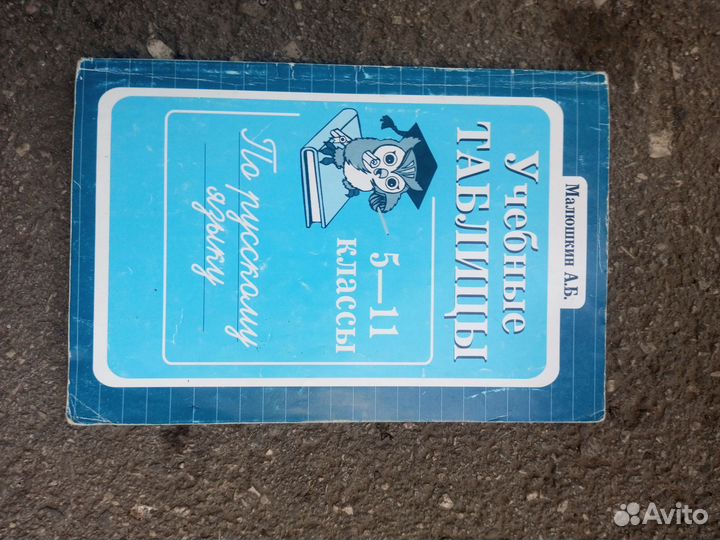 Малюшкин А.Б.
Учебные
ТАБЛИЦЫ
5—11
классы
По русскому
языку
Avito